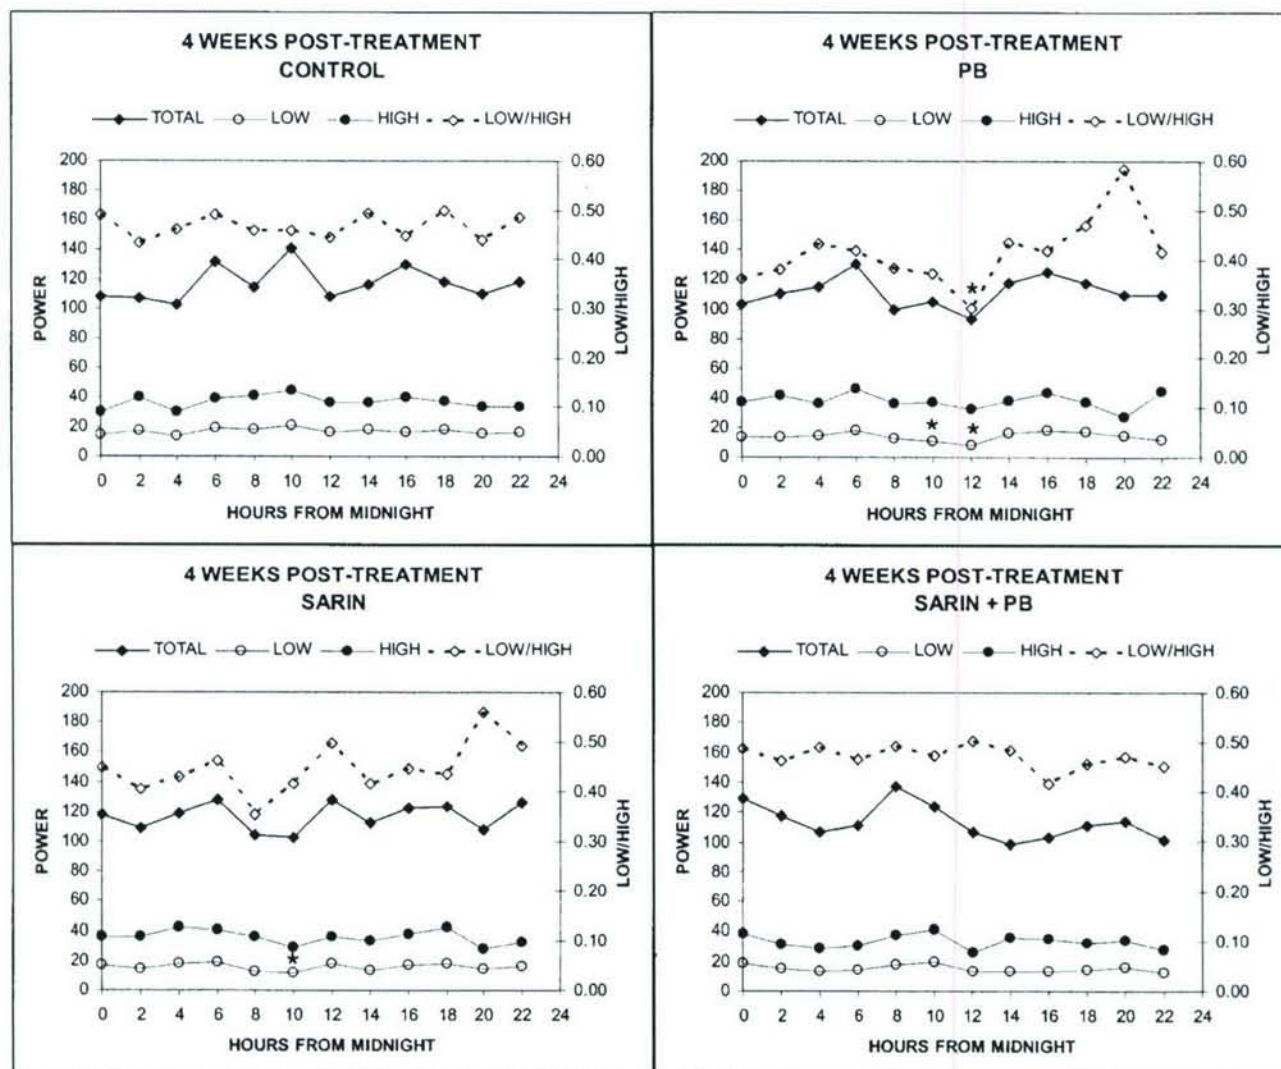 4 WEEKS POST-TREATMENT
CONTROL
TOTAL LOW HIGH LOW/HIGH
200
180
160
140
120
100
80
60
40
20
0
POWER
0.60
0.50
0.40
0.30
0.20
0.10
0.00
LOW/HIGH
0 2 4 6 8 10 12 14 16 18 20 22 24
HOURS FROM MIDNIGHT
4 WEEKS POST-TREATMENT
PB
TOTAL LOW HIGH LOW/HIGH
200
180
160
140
120
100
80
60
40
20
0
POWER
0.60
0.50
0.40
0.30
0.20
0.10
0.00
LOW/HIGH
0 2 4 6 8 10 12 14 16 18 20 22 24
HOURS FROM MIDNIGHT
4 WEEKS POST-TREATMENT
SARIN
TOTAL LOW HIGH LOW/HIGH
200
180
160
140
120
100
80
60
40
20
0
POWER
0.60
0.50
0.40
0.30
0.20
0.10
0.00
LOW/HIGH
0 2 4 6 8 10 12 14 16 18 20 22 24
HOURS FROM MIDNIGHT
4 WEEKS POST-TREATMENT
SARIN + PB
TOTAL LOW HIGH LOW/HIGH
200
180
160
140
120
100
80
60
40
20
0
POWER
0.60
0.50
0.40
0.30
0.20
0.10
0.00
LOW/HIGH
0 2 4 6 8 10 12 14 16 18 20 22 24
HOURS FROM MIDNIGHT